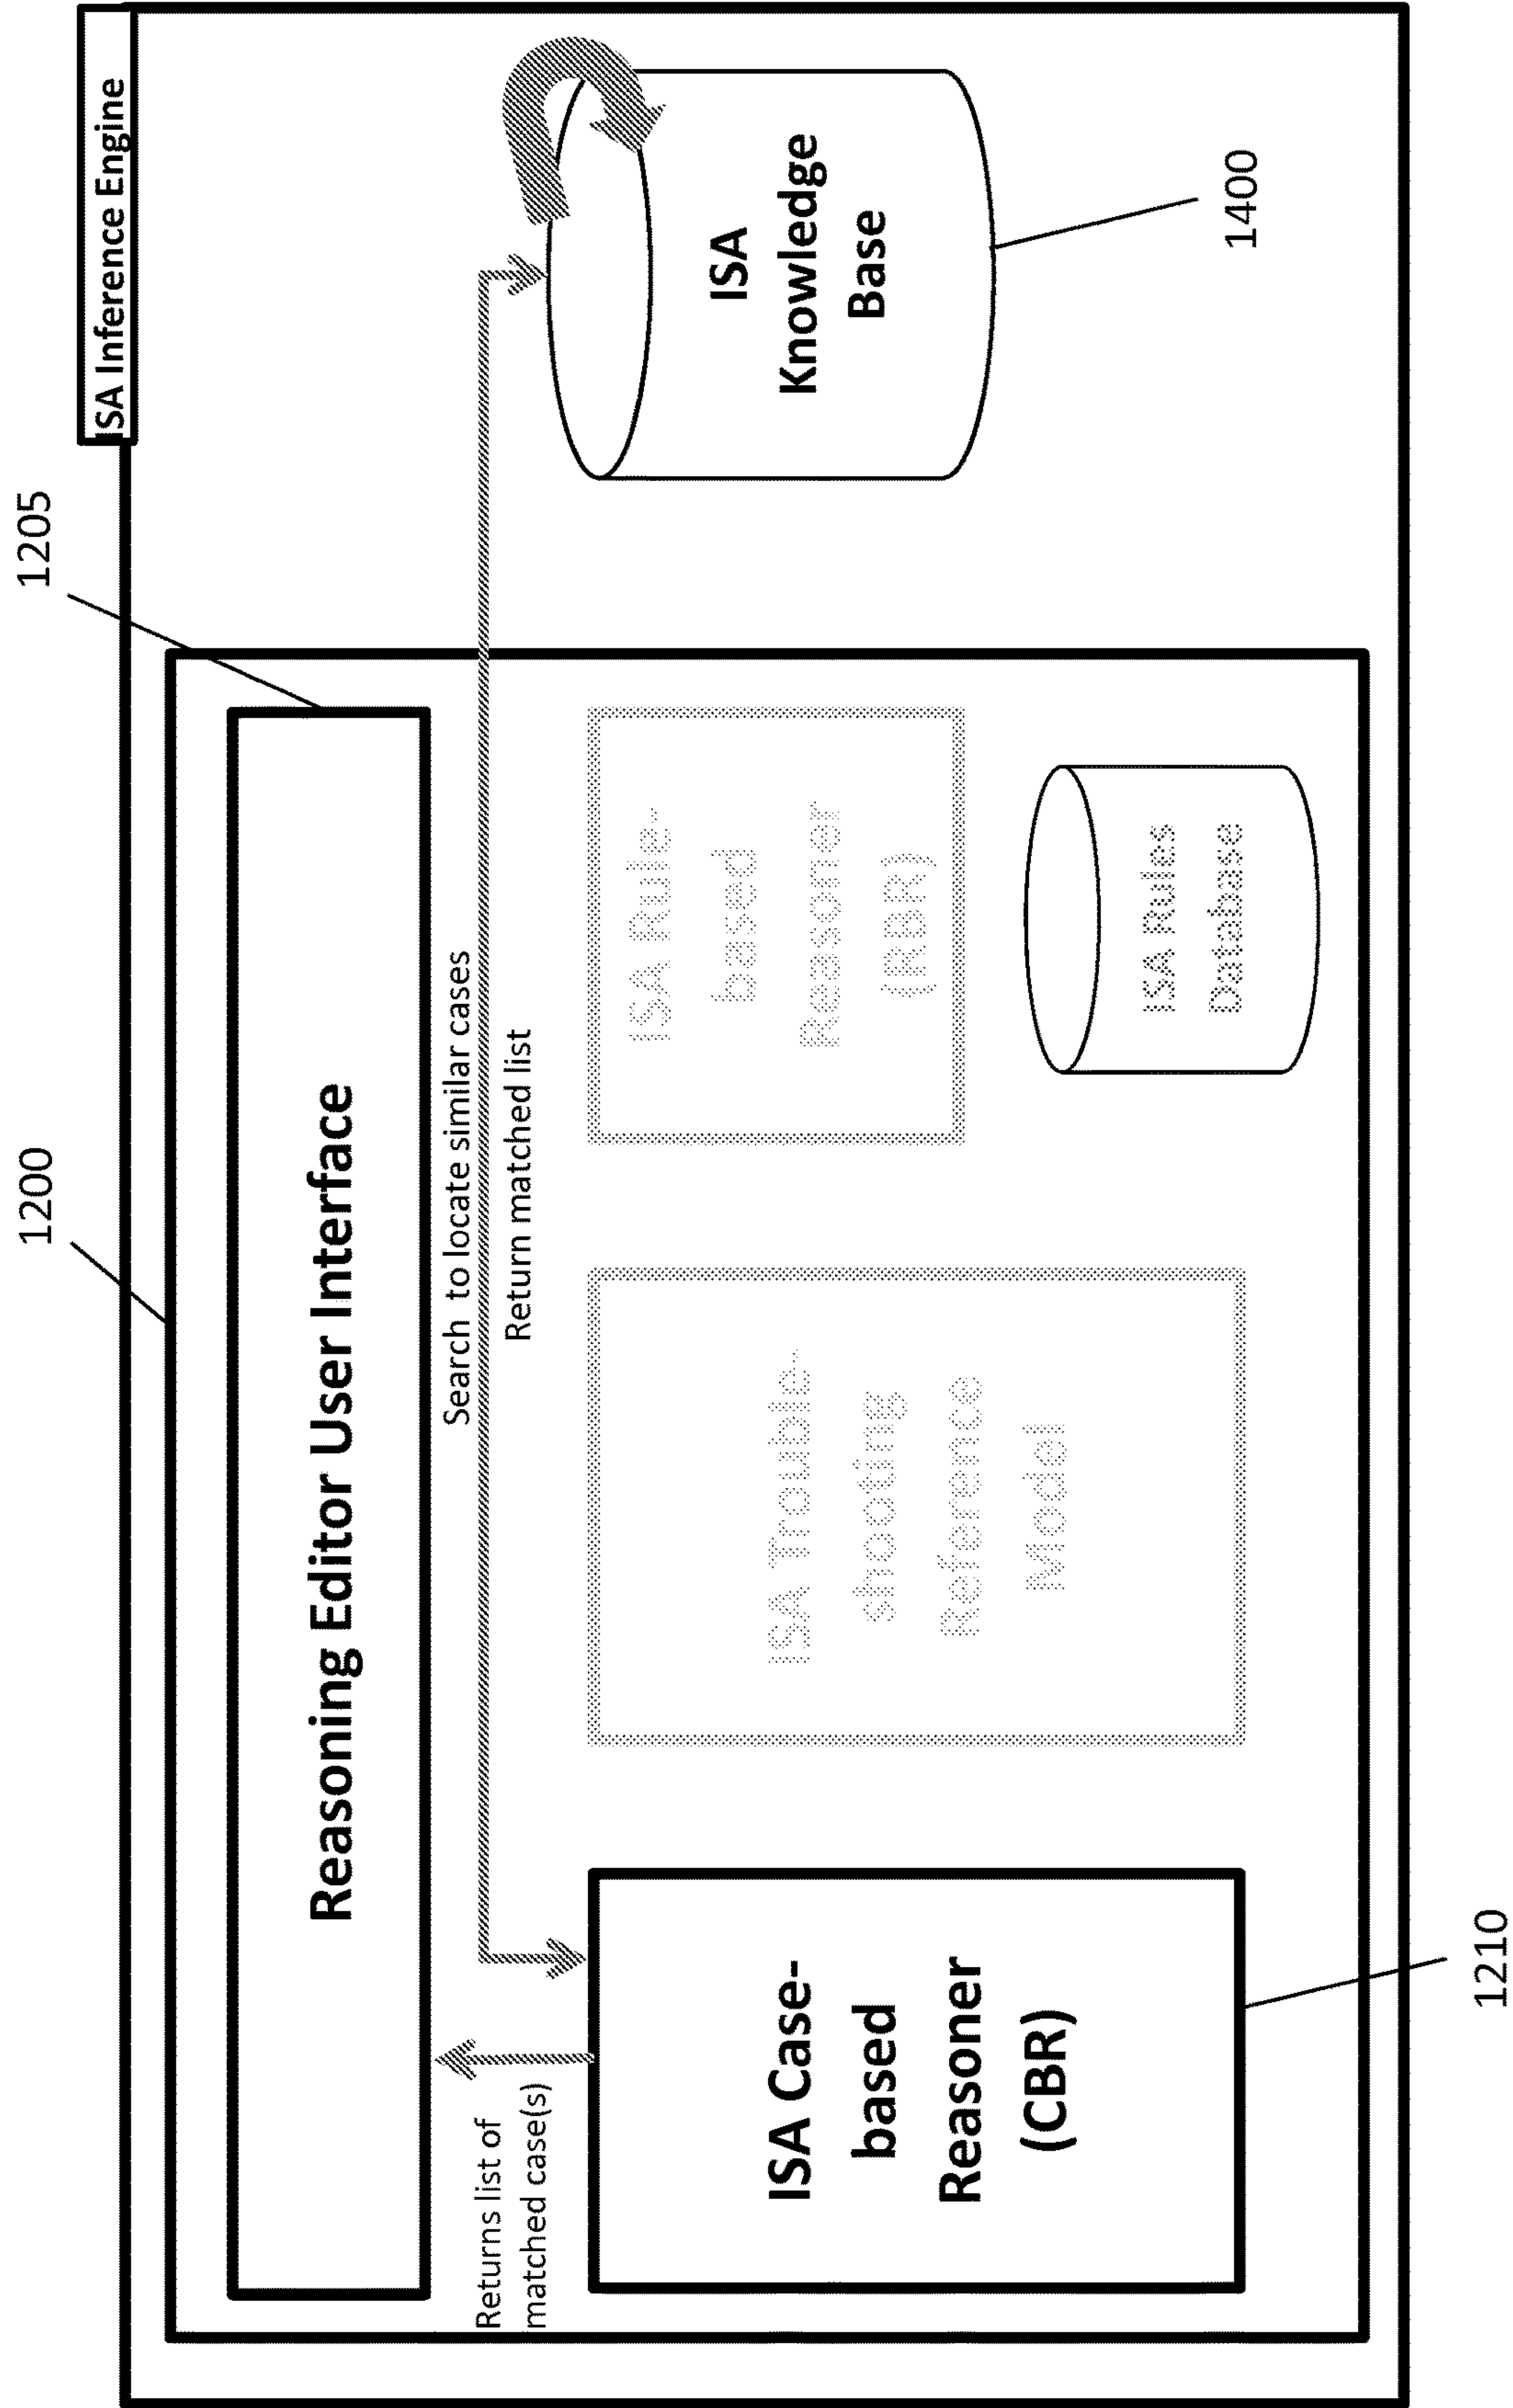 ISA Inference Engine
1200
1205
Reasoning Editor User Interface
Returns list of
matched case(s)
Search to locate similar cases
Return matched list
ISA Case-
based
Reasoner
(CBR)
1210
ISA Trouble-
shooting
Reference
Model
ISA Rule-
based
Reasoner
(RBR)
ISA Rules
Database
ISA
Knowledge
Base
1400